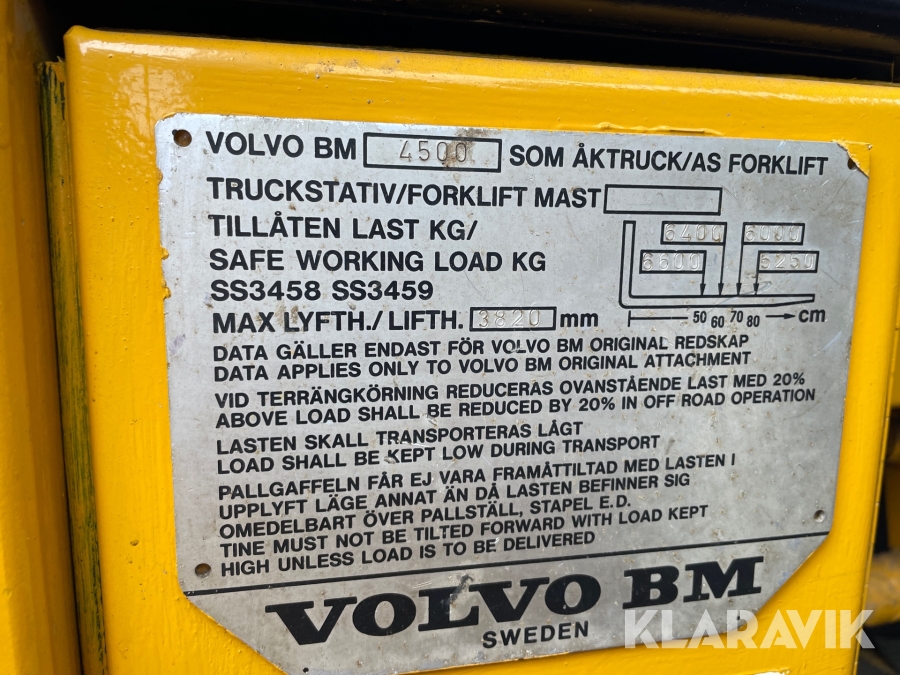 VOLVO BM 4500 SOM ÅKTRUCK/AS FORKLIFT
TRUCKSTATIV/FORKLIFT MAST
TILLÅTEN LAST KG/
SAFE WORKING LOAD KG
SS3458 SS3459
6400 6000
6600 5250
MAX LYFTH./LIFTH. 3820 mm
50 60 70 80 cm
DATA GÄLLER ENDAST FÖR VOLVO BM ORIGINAL REDSKAP
DATA APPLIES ONLY TO VOLVO BM ORIGINAL ATTACHMENT
VID TERRÄNGKÖRNING REDUCERAS OVANSTÅENDE LAST MED 20%
ABOVE LOAD SHALL BE REDUCED BY 20% IN OFF ROAD OPERATION
LASTEN SKALL TRANSPORTERAS LÅGT
LOAD SHALL BE KEPT LOW DURING TRANSPORT
PALLGAFFELN FÅR EJ VARA FRAMÅTTILTAD MED LASTEN I
UPPLYFT LÄGE ANNAT ÄN DÅ LASTEN BEFINNER SIG
OMEDELBART ÖVER PALLSTÄLL, STAPEL E.D.
TINE MUST NOT BE TILTED FORWARD WITH LOAD KEPT
HIGH UNLESS LOAD IS TO BE DELIVERED
VOLVO BM
SWEDEN
KLARAVIK